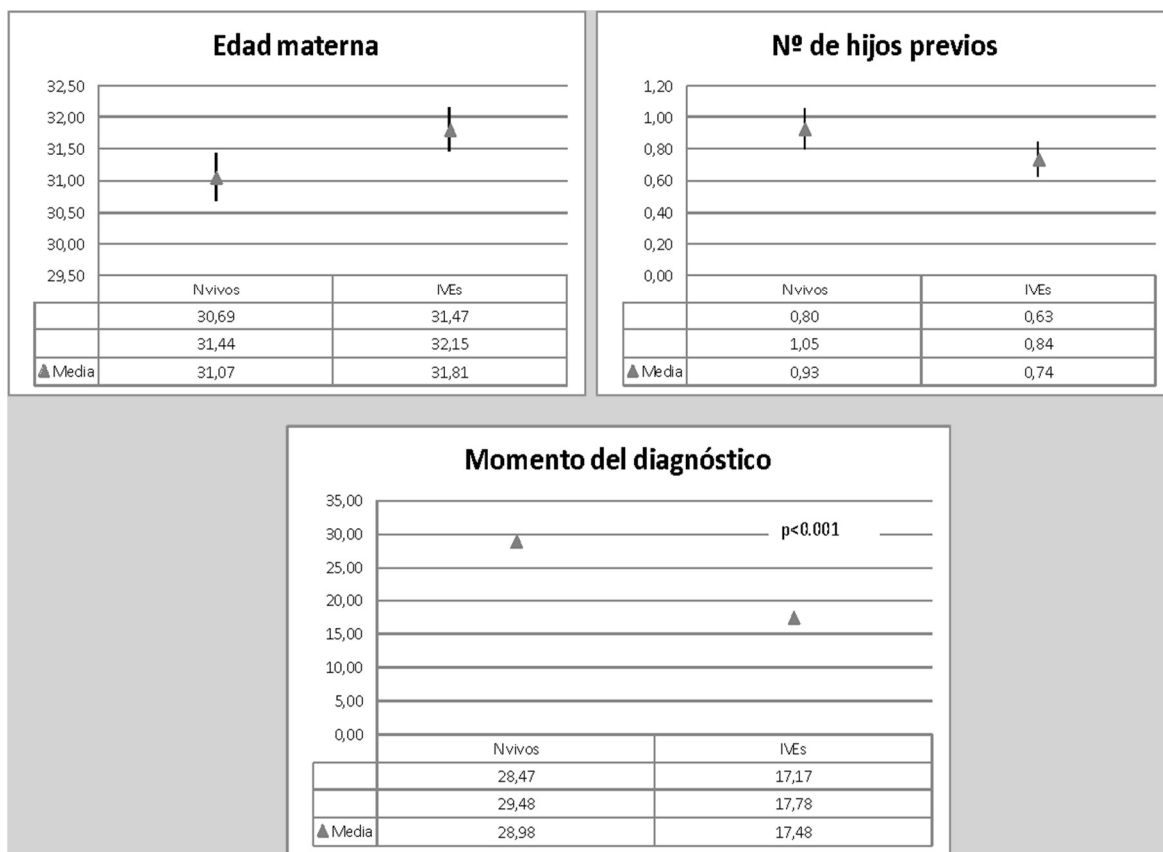 Edad materna
32,50
32,00
31,50
31,00
30,50
30,00
29,50
Nvivos IVEs
30,69 31,47
31,44 32,15
Media 31,07 31,81
Nº de hijos previos
1,20
1,00
0,80
0,60
0,40
0,20
0,00
Nvivos IVEs
0,80 0,63
1,05 0,84
Media 0,93 0,74
Momento del diagnóstico
35,00
30,00
25,00
20,00
15,00
10,00
5,00
0,00
p<0.001
Nvivos IVEs
28,47 17,17
29,48 17,78
Media 28,98 17,48